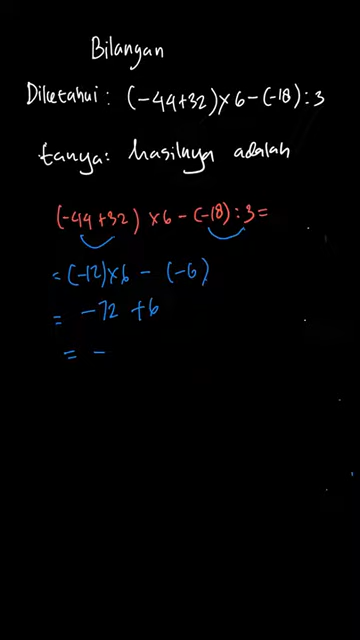 Bilangan
Diketahui : (-44+32)×6-(-18):3
tanya: hasilnya adalah
(-44+32)×6-(-18):3=
=(-12)×6-(-6)
= -72 +6
= -